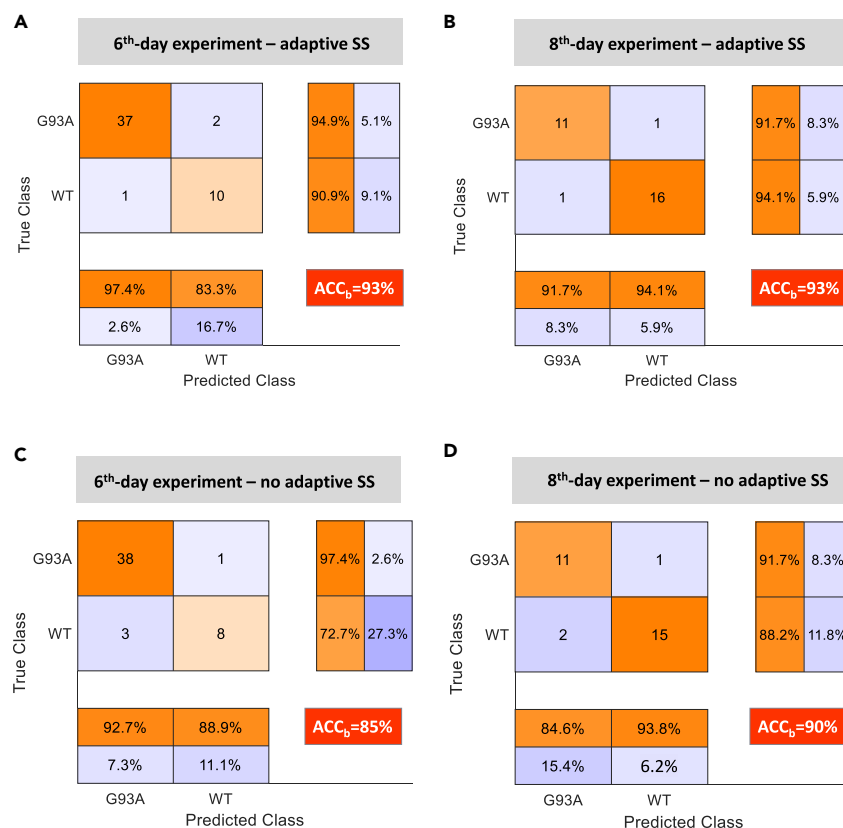 A
6th-day experiment – adaptive SS
G93A
37
2
94.9%
5.1%
WT
1
10
90.9%
9.1%
True Class
97.4%
83.3%
ACCb=93%
2.6%
16.7%
G93A
WT
Predicted Class
B
8th-day experiment – adaptive SS
G93A
11
1
91.7%
8.3%
WT
1
16
94.1%
5.9%
True Class
91.7%
94.1%
ACCb=93%
8.3%
5.9%
G93A
WT
Predicted Class
C
6th-day experiment – no adaptive SS
G93A
38
1
97.4%
2.6%
WT
3
8
72.7%
27.3%
True Class
92.7%
88.9%
ACCb=85%
7.3%
11.1%
G93A
WT
Predicted Class
D
8th-day experiment – no adaptive SS
G93A
11
1
91.7%
8.3%
WT
2
15
88.2%
11.8%
True Class
84.6%
93.8%
ACCb=90%
15.4%
6.2%
G93A
WT
Predicted Class